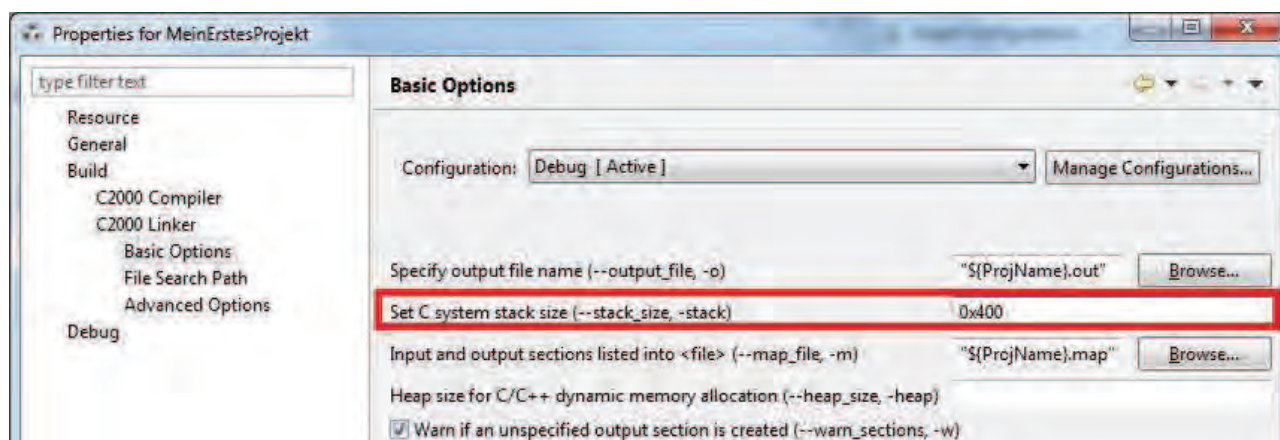 Properties for MeinErstesProjekt
type filter text
Resource
General
Build
C2000 Compiler
C2000 Linker
Basic Options
File Search Path
Advanced Options
Debug
Basic Options
Configuration: Debug [ Active ] Manage Configurations...
Specify output file name (--output_file, -o) "${ProjName}.out" Browse...
Set C system stack size (--stack_size, -stack) 0x400
Input and output sections listed into <file> (--map_file, -m) "${ProjName}.map" Browse...
Heap size for C/C++ dynamic memory allocation (--heap_size, -heap)
Warn if an unspecified output section is created (--warn_sections, -w)